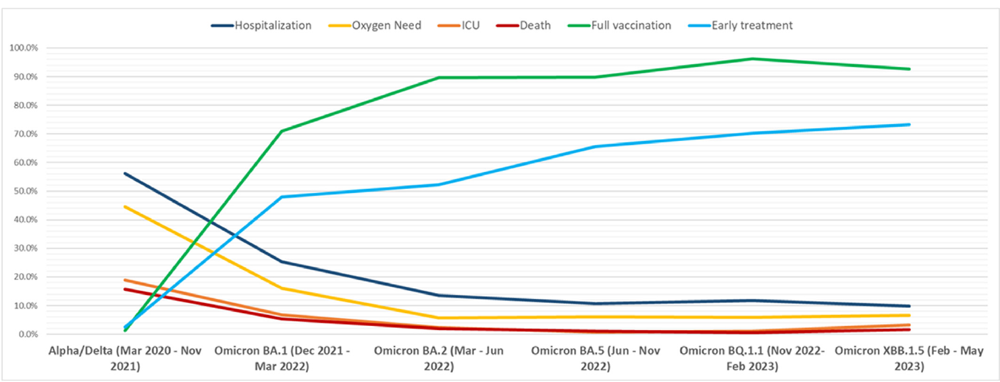 Hospitalization Oxygen Need ICU Death Full vaccination Early treatment
100.0%
90.0%
80.0%
70.0%
60.0%
50.0%
40.0%
30.0%
20.0%
10.0%
0.0%
Alpha/Delta (Mar 2020 - Nov
2021)
Omicron BA.1 (Dec 2021 -
Mar 2022)
Omicron BA.2 (Mar - Jun
2022)
Omicron BA.5 (Jun - Nov
2022)
Omicron BQ.1.1 (Nov 2022-
Feb 2023)
Omicron XBB.1.5 (Feb - May
2023)